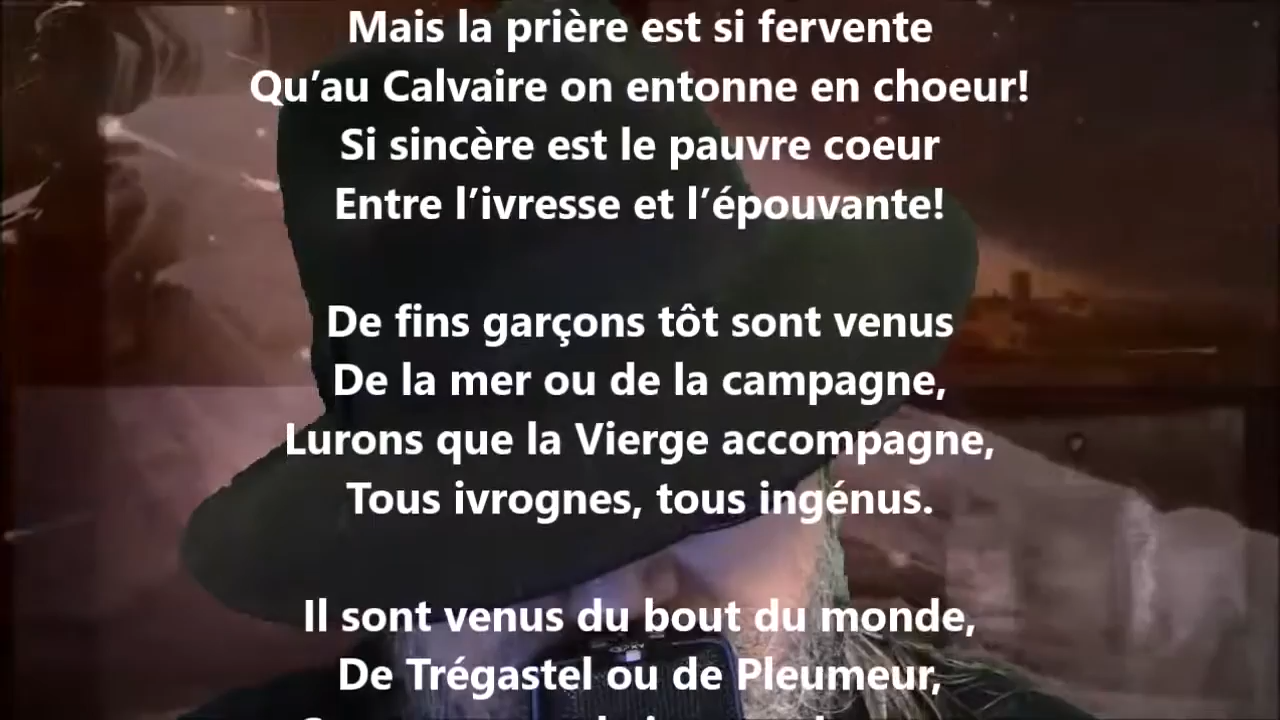 Mais la prière est si fervente
Qu’au Calvaire on entonne en choeur!
Si sincère est le pauvre coeur
Entre l’ivresse et l’épouvante!
De fins garçons tôt sont venus
De la mer ou de la campagne,
Lurons que la Vierge accompagne,
Tous ivrognes, tous ingénus.
Il sont venus du bout du monde,
De Trégastel ou de Pleumeur,